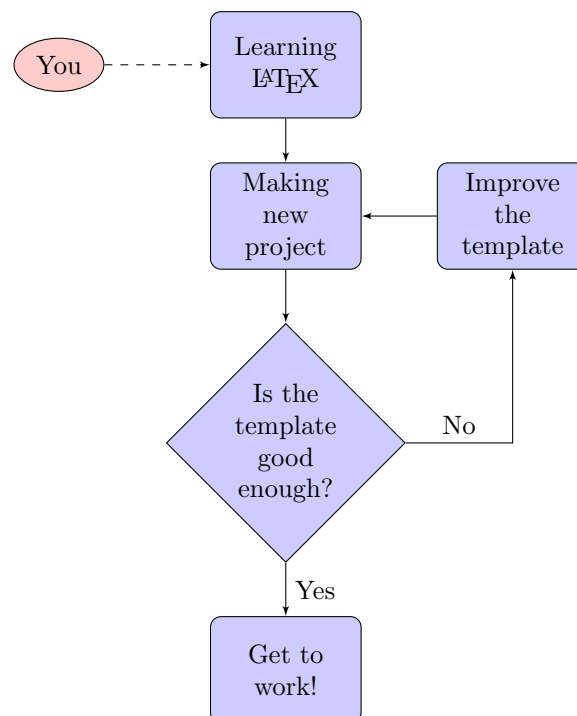 You
Learning
LATEX
Making
new
project
Improve
the
template
Is the
template
good
enough?
No
Yes
Get to
work!